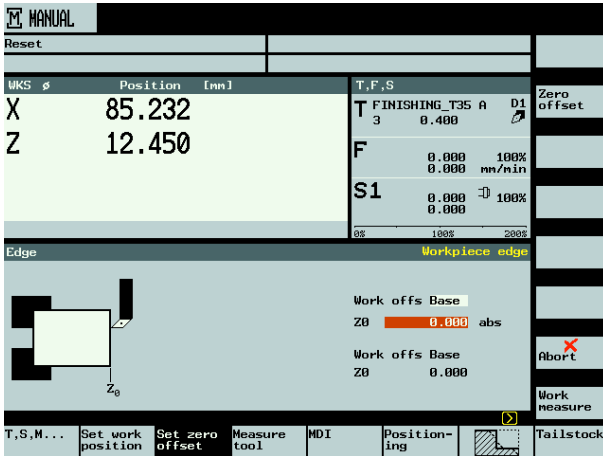 M MANUAL
Reset
WKS ø Position [mm]
X 85.232
Z 12.450
T,F,S
T FINISHING_T35 A D1
3 0.400
F 0.000 100%
0.000 mm/min
S1 0.000 100%
0.000
0% 100% 200%
Zero
offset
Edge Workpiece edge
Work offs Base
Z0 0.000 abs
Work offs Base
Z0 0.000
Z0
Abort
Work
measure
T,S,M... Set work
position Set zero
offset Measure
tool MDI Position-
ing Tailstock